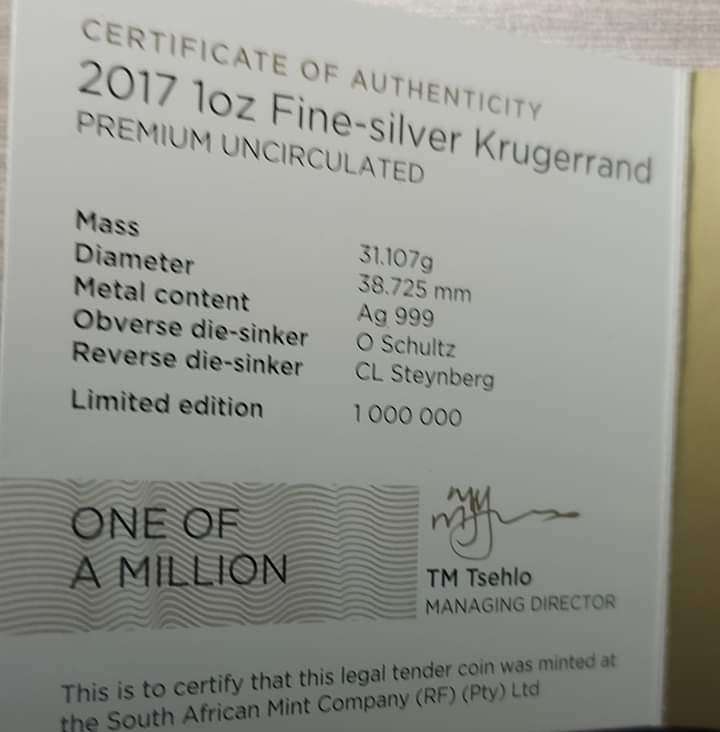 CERTIFICATE OF AUTHENTICITY
2017 1oz Fine-silver Krugerrand
PREMIUM UNCIRCULATED
Mass 31.107g
Diameter 38.725 mm
Metal content Ag 999
Obverse die-sinker O Schultz
Reverse die-sinker CL Steynberg
Limited edition 1 000 000
ONE OF
A MILLION
TM Tsehlo
MANAGING DIRECTOR
This is to certify that this legal tender coin was minted at
the South African Mint Company (RF) (Pty) Ltd